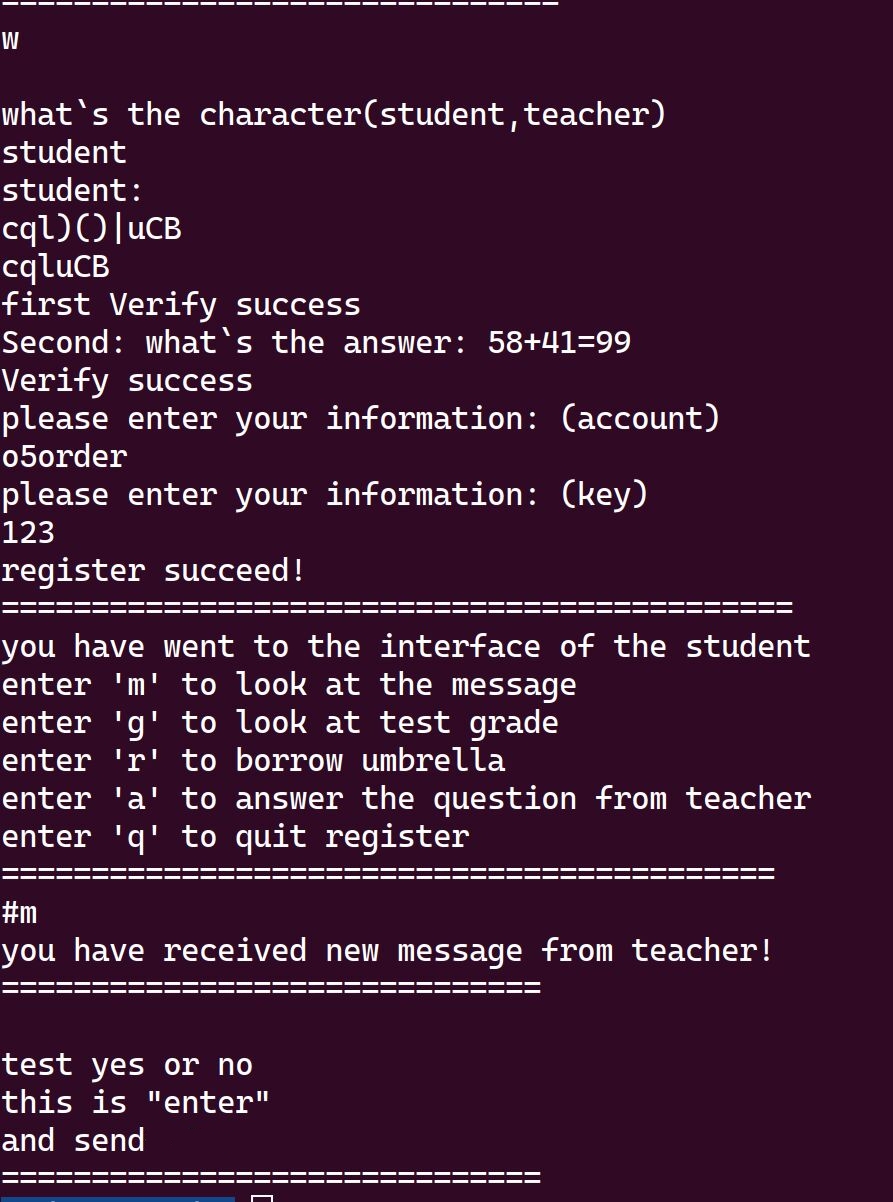 ==============================
w
what`s the character(student,teacher)
student
student:
cql)()|uCB
cqluCB
first Verify success
Second: what`s the answer: 58+41=99
Verify success
please enter your information: (account)
o5order
please enter your information: (key)
123
register succeed!
============================================
you have went to the interface of the student
enter 'm' to look at the message
enter 'g' to look at test grade
enter 'r' to borrow umbrella
enter 'a' to answer the question from teacher
enter 'q' to quit register
===========================================
#m
you have received new message from teacher!
==============================
test yes or no
this is "enter"
and send
==============================